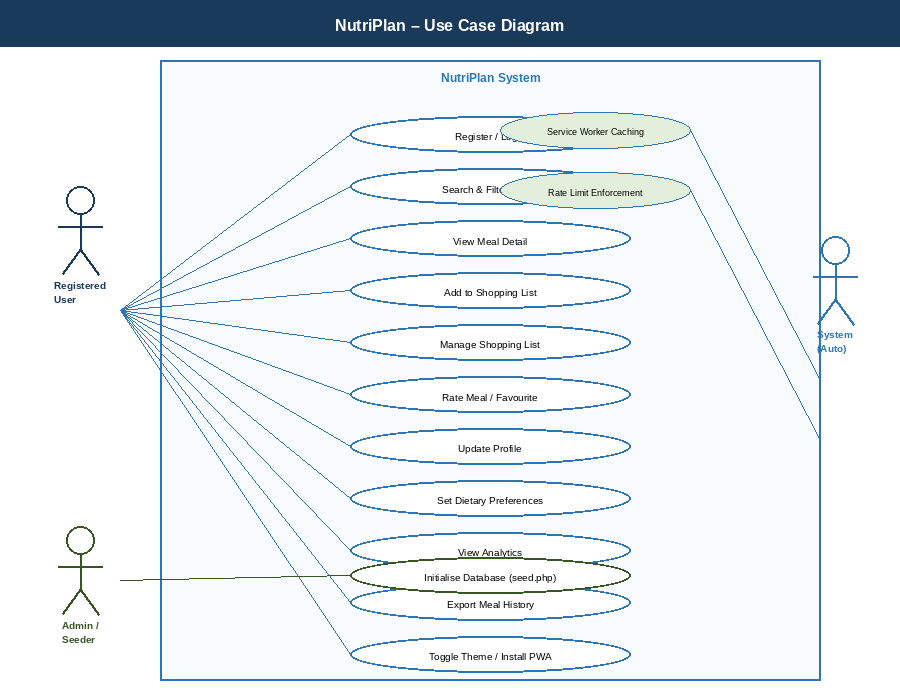 NutriPlan – Use Case Diagram
NutriPlan System
Register /
Service Worker Caching
Search &
Rate Limit Enforcement
View Meal Detail
Registered
User
Add to Shopping List
System
(Auto)
Manage Shopping List
Rate Meal / Favourite
Update Profile
Set Dietary Preferences
View Analytics
Initialise Database (seed.php)
Export Meal History
Admin /
Seeder
Toggle Theme / Install PWA